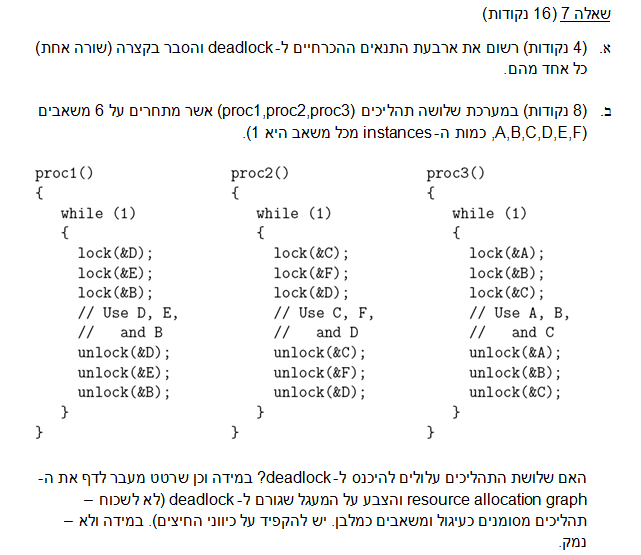 שאלה 7 (16 נקודות)
א. (4 נקודות) רשום את ארבעת התנאים ההכרחיים ל-deadlock והסבר בקצרה (שורה אחת)
כל אחד מהם.
ב. (8 נקודות) במערכת שלושה תהליכים (proc1,proc2,proc3) אשר מתחרים על 6 משאבים
(A,B,C,D,E,F, כמות ה-instances מכל משאב היא 1).
proc1() proc2() proc3()
{ { {
while (1) while (1) while (1)
{ { {
lock(&D); lock(&C); lock(&A);
lock(&E); lock(&F); lock(&B);
lock(&B); lock(&D); lock(&C);
// Use D, E, // Use C, F, // Use A, B,
// and B // and D // and C
unlock(&D); unlock(&C); unlock(&A);
unlock(&E); unlock(&F); unlock(&B);
unlock(&B); unlock(&D); unlock(&C);
} } }
} } }
האם שלושת התהליכים עלולים להיכנס ל-deadlock? במידה וכן שרטט מעבר לדף את ה-
resource allocation graph והצבע על המעגל שגורם ל-deadlock (לא לשכוח –
תהליכים מסומנים כעיגול ומשאבים כמלבן. יש להקפיד על כיווני החיצים). במידה ולא –
נמק.